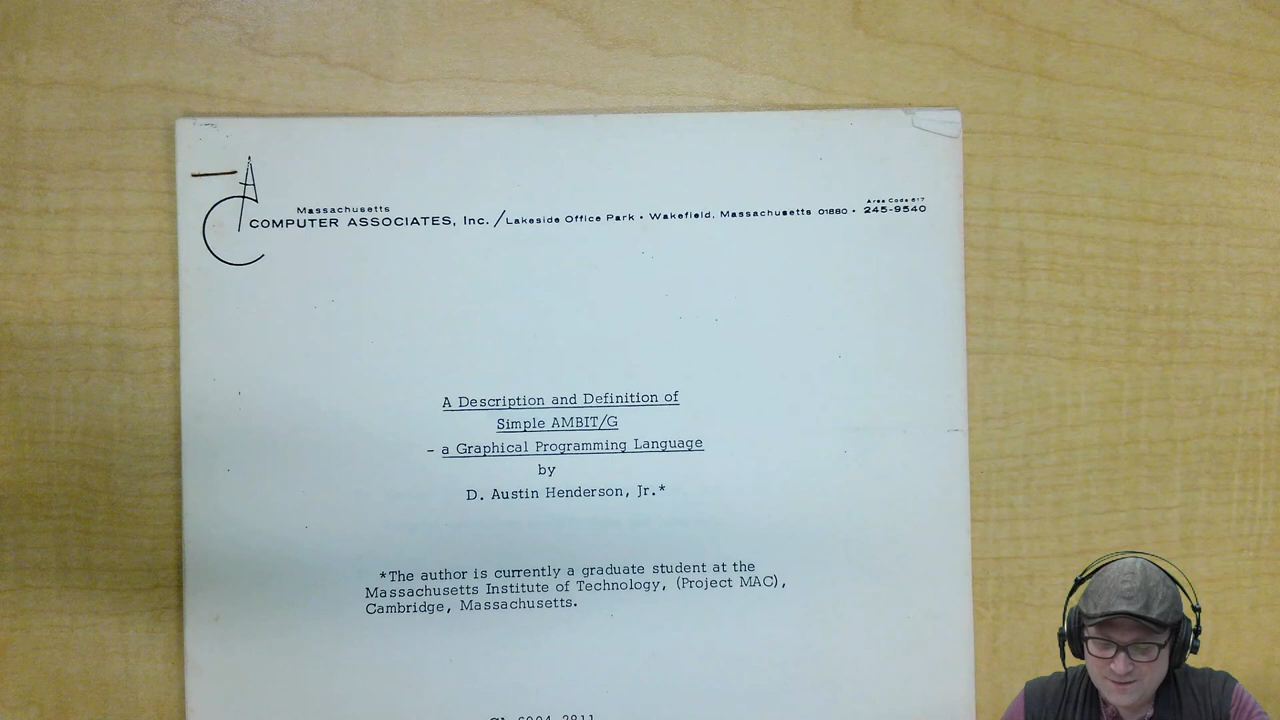 Massachusetts
COMPUTER ASSOCIATES, Inc. / Lakeside Office Park • Wakefield, Massachusetts 01880 • 245-9540
Area Code 617
A Description and Definition of
Simple AMBIT/G
- a Graphical Programming Language
by
D. Austin Henderson, Jr.*
*The author is currently a graduate student at the
Massachusetts Institute of Technology, (Project MAC),
Cambridge, Massachusetts.